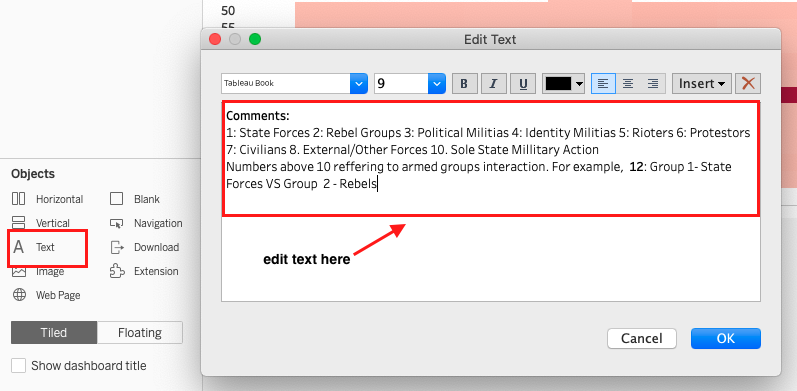 50
55
Edit Text
Tableau Book 9 B I U Insert
Comments:
1: State Forces 2: Rebel Groups 3: Political Militias 4: Identity Militias 5: Rioters 6: Protestors
7: Civilians 8. External/Other Forces 10. Sole State Millitary Action
Numbers above 10 reffering to armed groups interaction. For example, 12: Group 1- State
Forces VS Group 2 - Rebels
edit text here
Cancel OK
Objects
Horizontal Blank
Vertical Navigation
A Text Download
Image Extension
Web Page
Tiled Floating
Show dashboard title